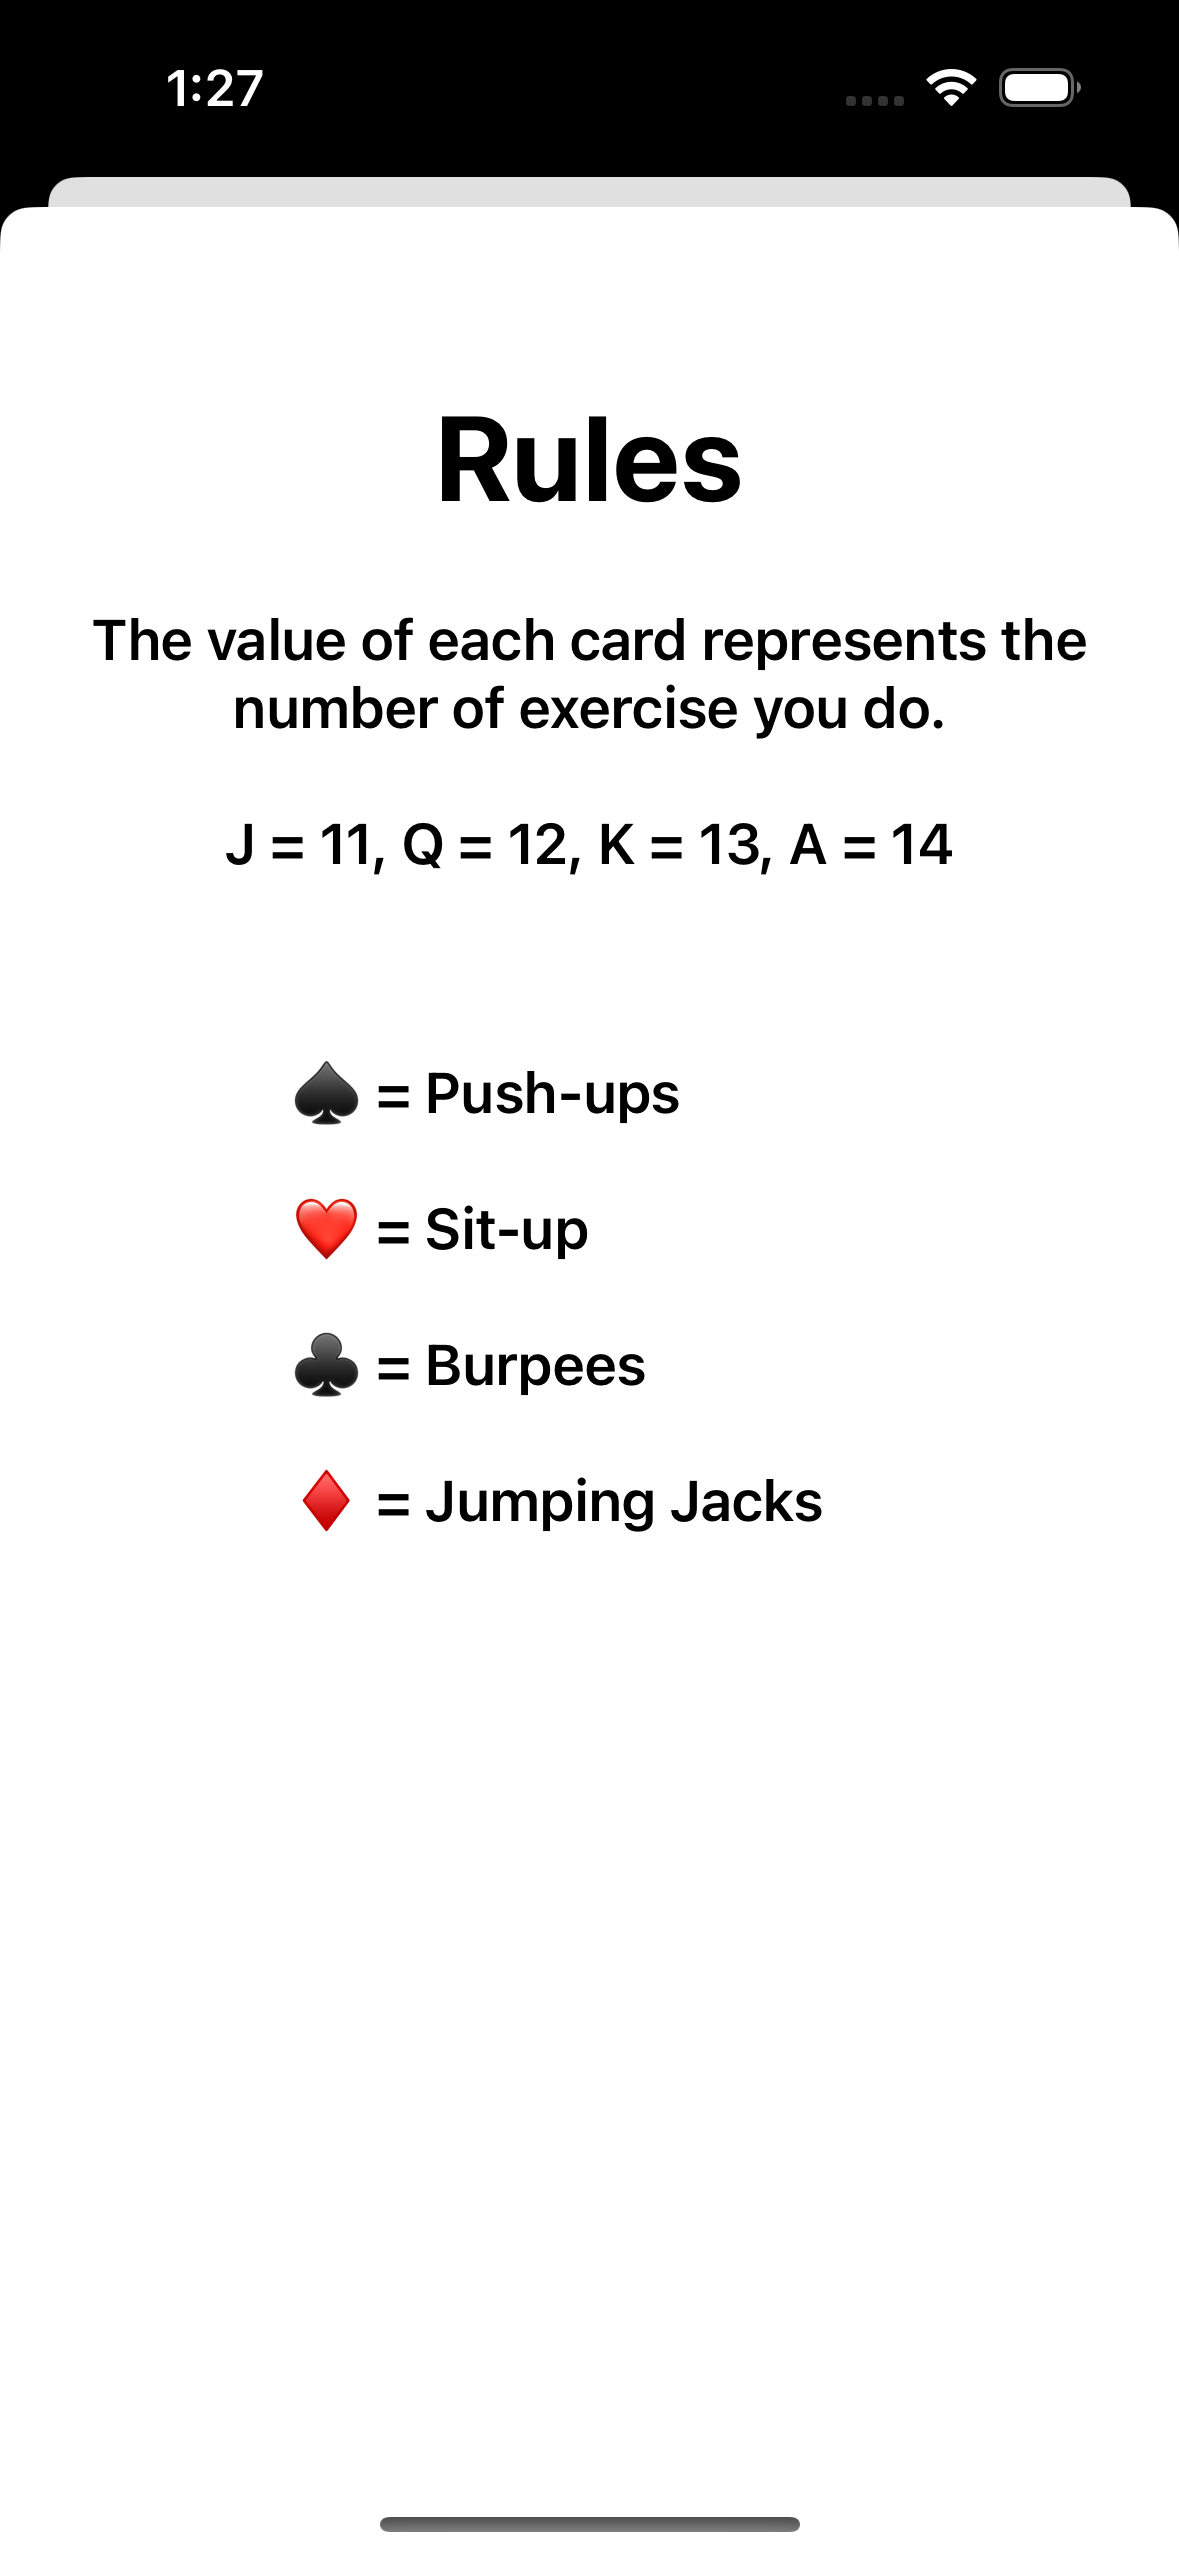 1:27
Rules
The value of each card represents the
number of exercise you do.
J = 11, Q = 12, K = 13, A = 14
♠️ = Push-ups
❤️ = Sit-up
♣️ = Burpees
♦️ = Jumping Jacks